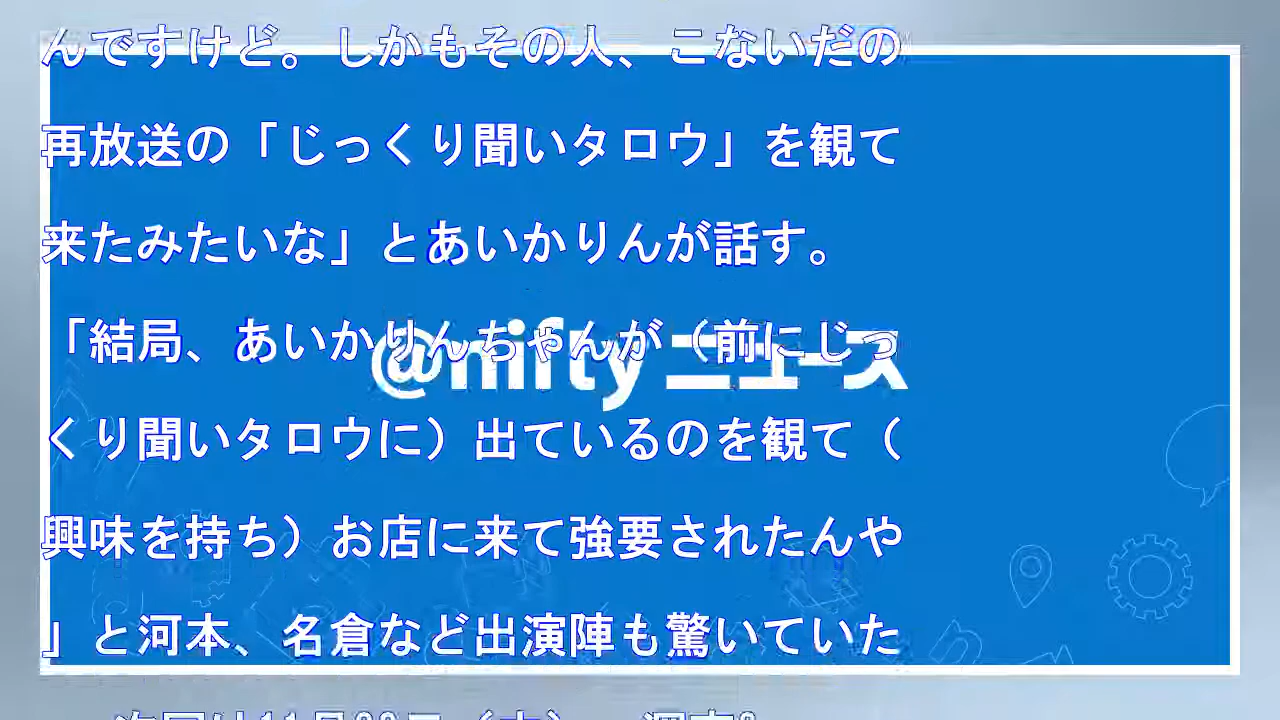 んですけど。しかもその人、こないだの
再放送の「じっくり聞いタロウ」を観て
来たみたいな」とあいかりんが話す。
「結局、あいかりんちゃんが（前にじっ
@niftyニュース
くり聞いタロウに）出ているのを観て（
興味を持ち）お店に来て強要されたんや
」と河本、名倉など出演陣も驚いていた